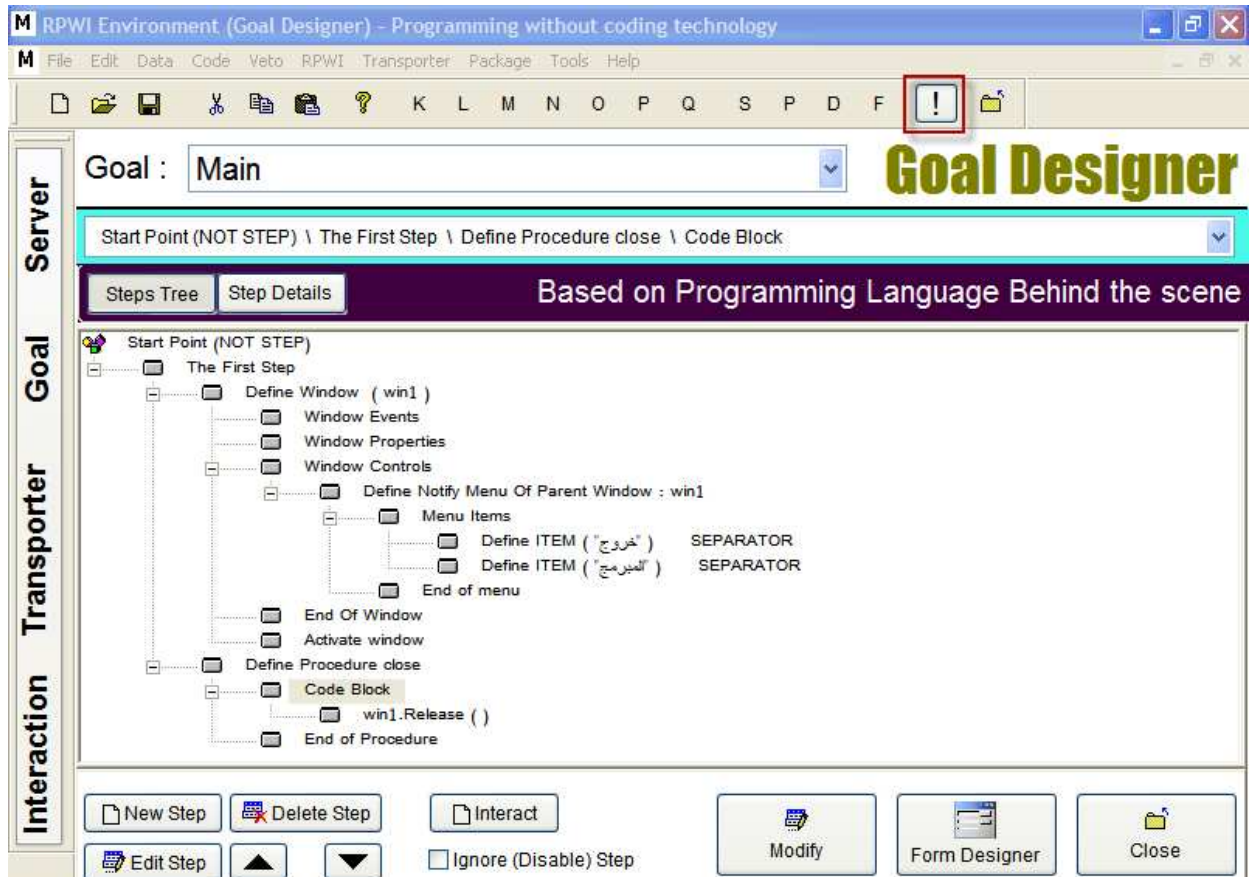 M RPWI Environment (Goal Designer) - Programming without coding technology
M File Edit Data Code Veto RPWI Transporter Package Tools Help
K L M N O P Q S P D F !
Goal : Main
Goal Designer
Start Point (NOT STEP) \ The First Step \ Define Procedure close \ Code Block
Steps Tree Step Details Based on Programming Language Behind the scene
Start Point (NOT STEP)
The First Step
Define Window ( win1 )
Window Events
Window Properties
Window Controls
Define Notify Menu Of Parent Window : win1
Menu Items
Define ITEM ( "خروج" ) SEPARATOR
Define ITEM ( "المبرمج" ) SEPARATOR
End of menu
End Of Window
Activate window
Define Procedure close
Code Block
win1.Release ( )
End of Procedure
Server
Goal
Transporter
Interaction
New Step Delete Step Interact
Edit Step Ignore (Disable) Step
Modify Form Designer Close